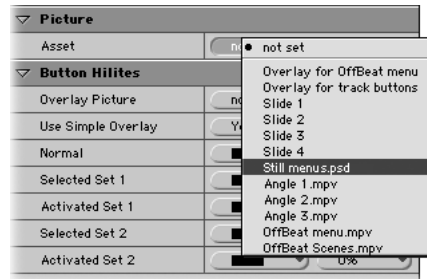 Picture
Asset
not set
Overlay for OffBeat menu
Overlay for track buttons
Slide 1
Slide 2
Slide 3
Slide 4
Still menus.psd
Angle 1.mpv
Angle 2.mpv
Angle 3.mpv
OffBeat menu.mpv
OffBeat Scenes.mpv
Button Hilites
Overlay Picture
Use Simple Overlay
Normal
Selected Set 1
Activated Set 1
Selected Set 2
Activated Set 2
0%